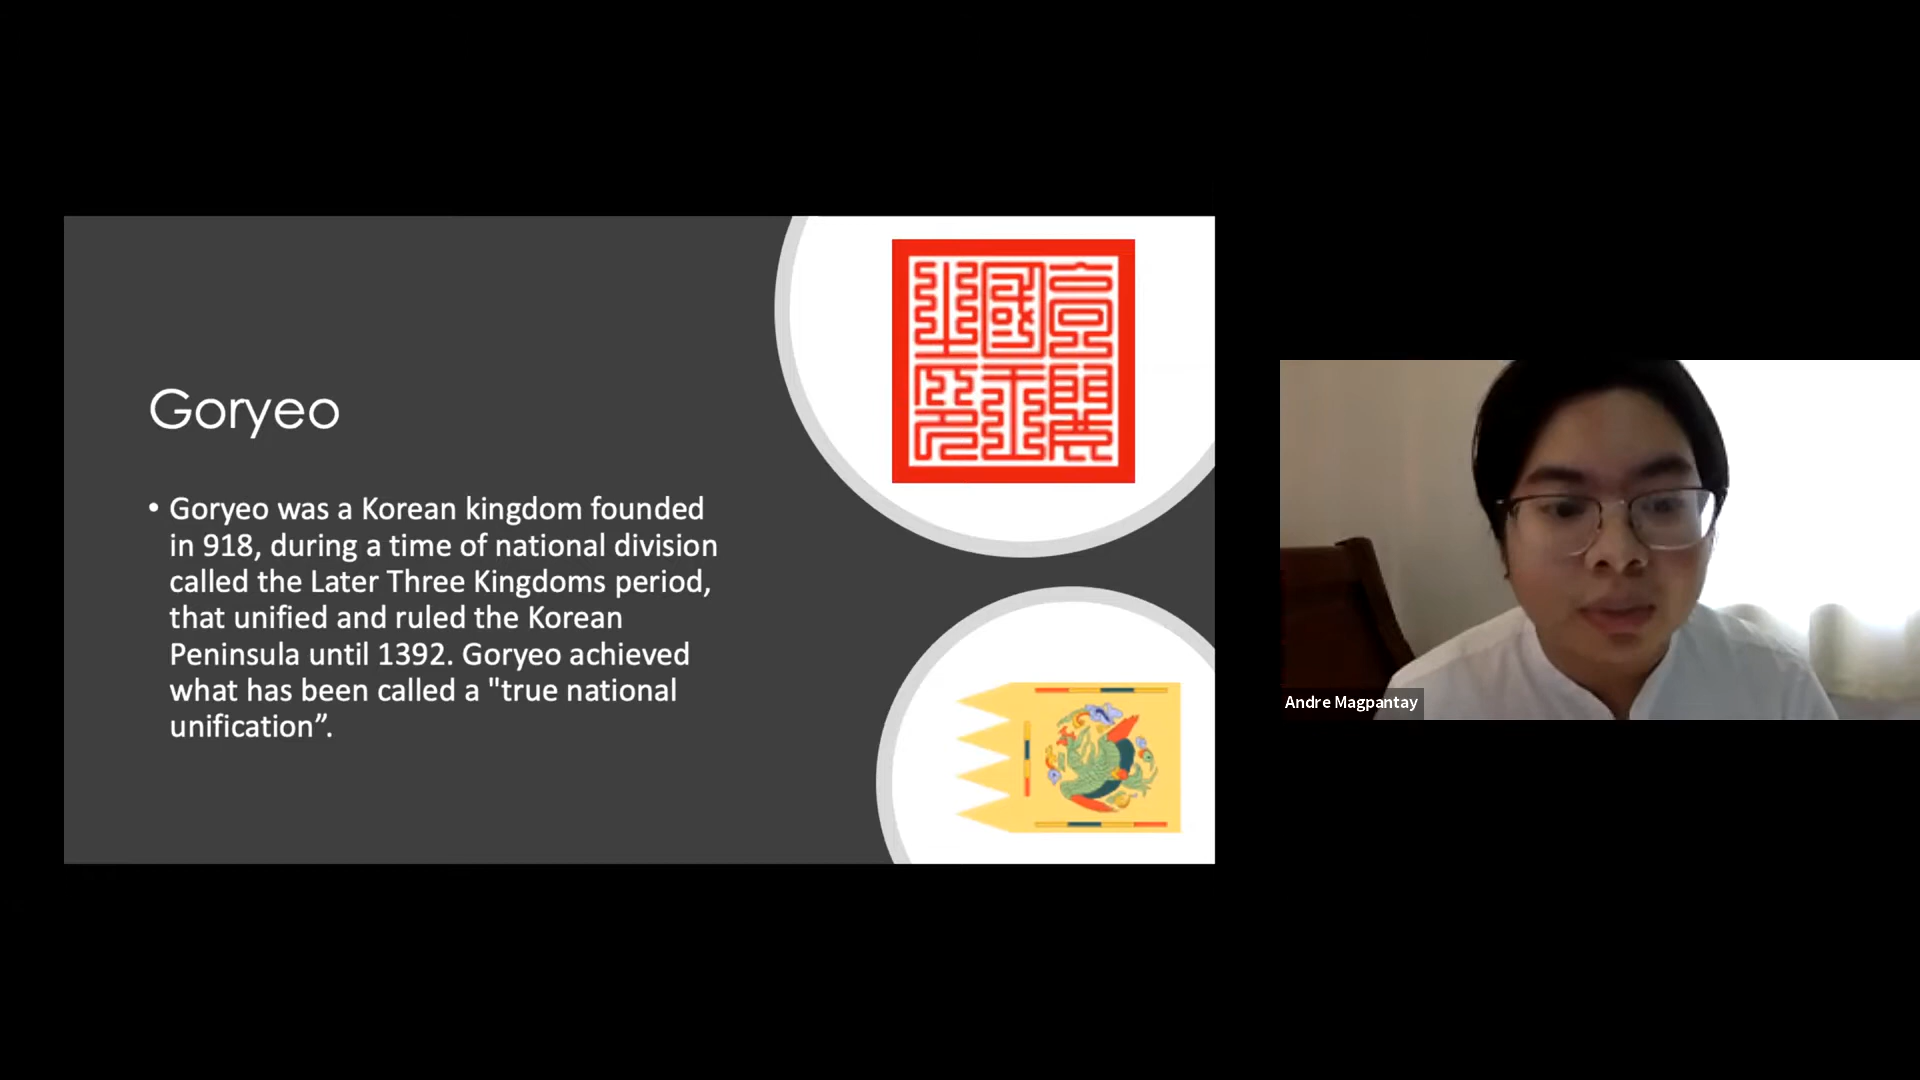 Goryeo
• Goryeo was a Korean kingdom founded
in 918, during a time of national division
called the Later Three Kingdoms period,
that unified and ruled the Korean
Peninsula until 1392. Goryeo achieved
what has been called a "true national
unification”.
Andre Magpantay